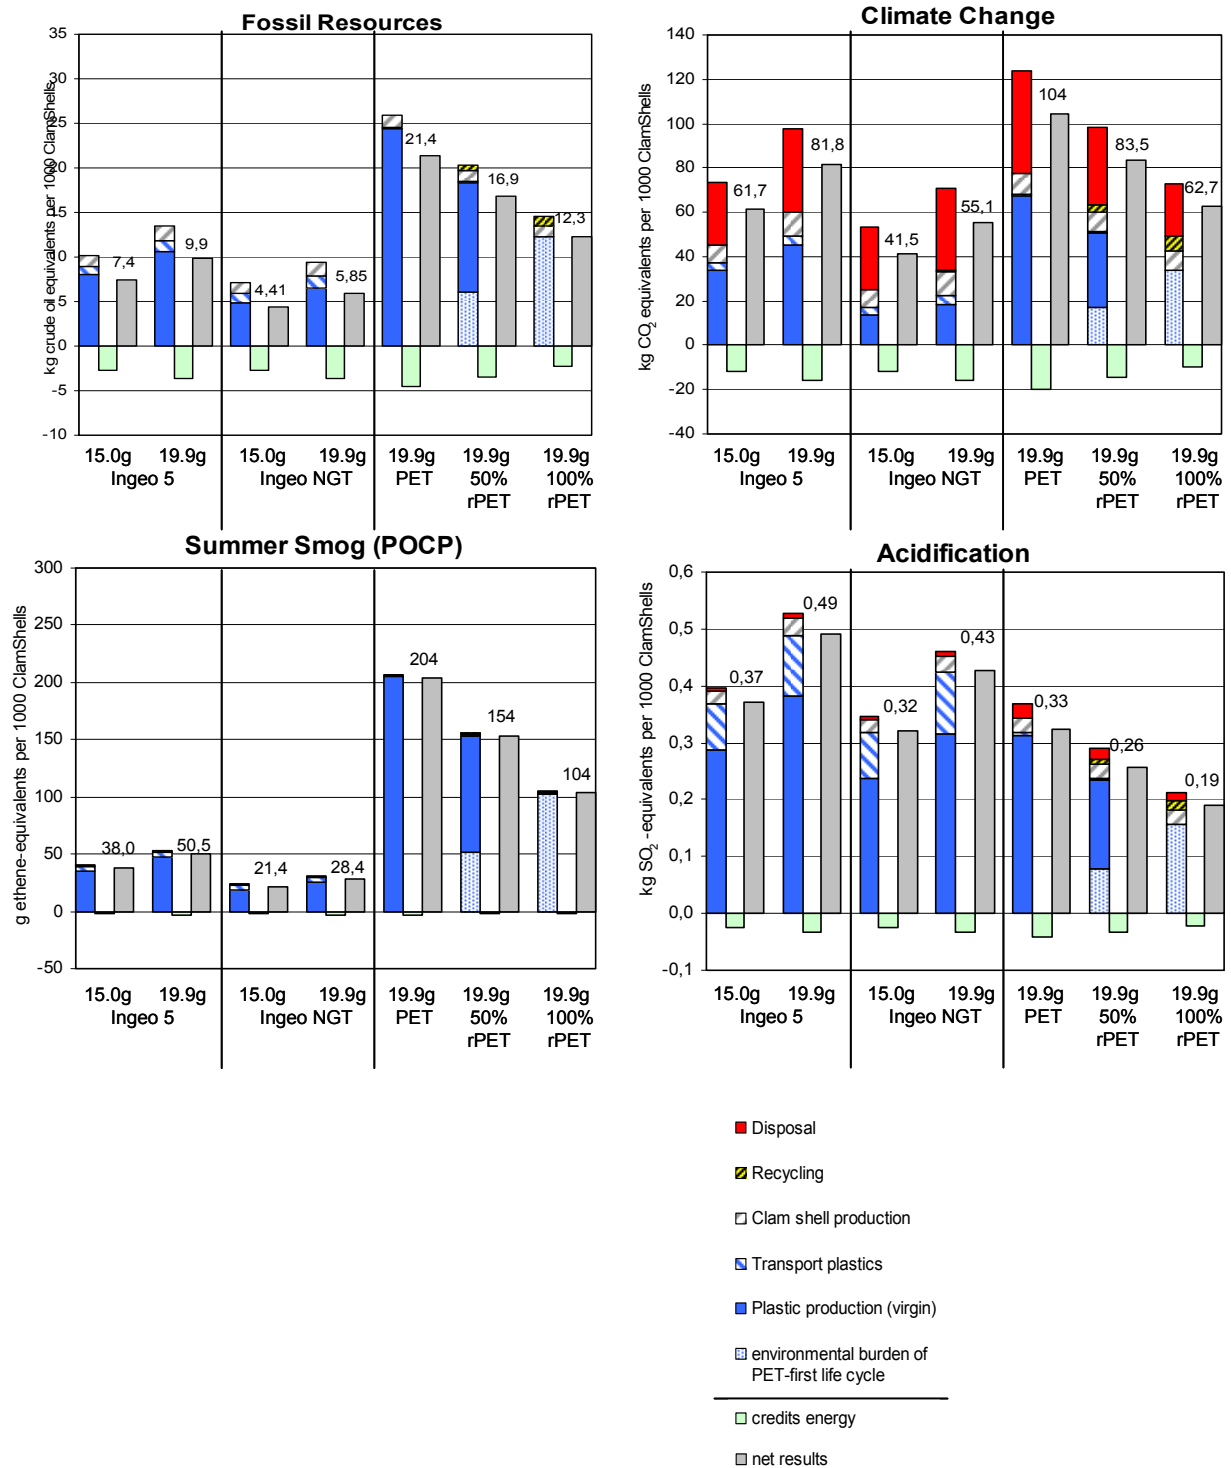 Fossil Resources
kg crude oil equivalents per 1000 ClamShells
35
30
25
20
15
10
5
0
-5
-10
7,4
9,9
4,41
5,85
21,4
16,9
12,3
15.0g 19.9g 15.0g 19.9g 19.9g 19.9g 19.9g
Ingeo 5 Ingeo NGT PET 50% 100%
rPET rPET
Climate Change
kg CO2 equivalents per 1000 ClamShells
140
120
100
80
60
40
20
0
-20
-40
61,7
81,8
41,5
55,1
104
83,5
62,7
15.0g 19.9g 15.0g 19.9g 19.9g 19.9g 19.9g
Ingeo 5 Ingeo NGT PET 50% 100%
rPET rPET
Summer Smog (POCP)
g ethene-equivalents per 1000 ClamShells
300
250
200
150
100
50
0
-50
38,0
50,5
21,4
28,4
204
154
104
15.0g 19.9g 15.0g 19.9g 19.9g 19.9g 19.9g
Ingeo 5 Ingeo NGT PET 50% 100%
rPET rPET
Acidification
kg SO2 -equivalents per 1000 ClamShells
0,6
0,5
0,4
0,3
0,2
0,1
0,0
-0,1
0,37
0,49
0,32
0,43
0,33
0,26
0,19
15.0g 19.9g 15.0g 19.9g 19.9g 19.9g 19.9g
Ingeo 5 Ingeo NGT PET 50% 100%
rPET rPET
Disposal
Recycling
Clam shell production
Transport plastics
Plastic production (virgin)
environmental burden of
PET-first life cycle
credits energy
net results